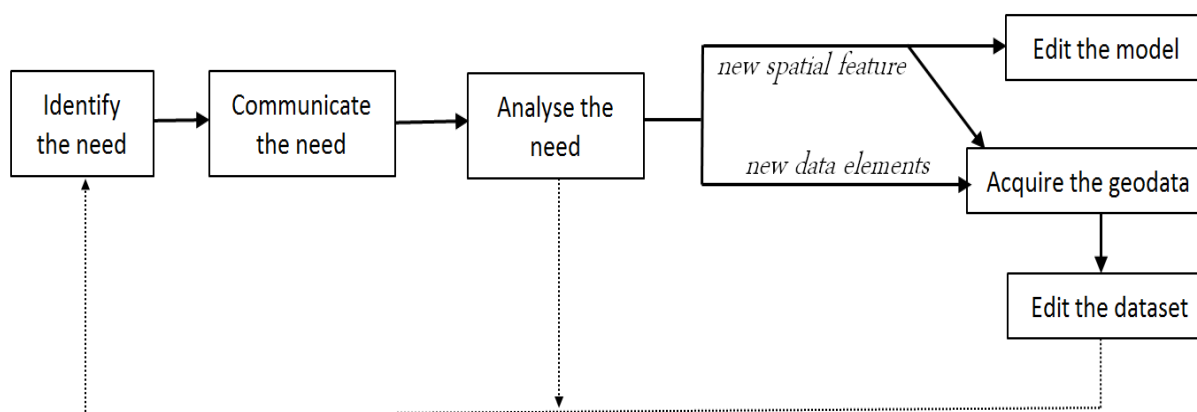 Identify
the need
Communicate
the need
Analyse the
need
new spatial feature
new data elements
Edit the model
Acquire the geodata
Edit the dataset